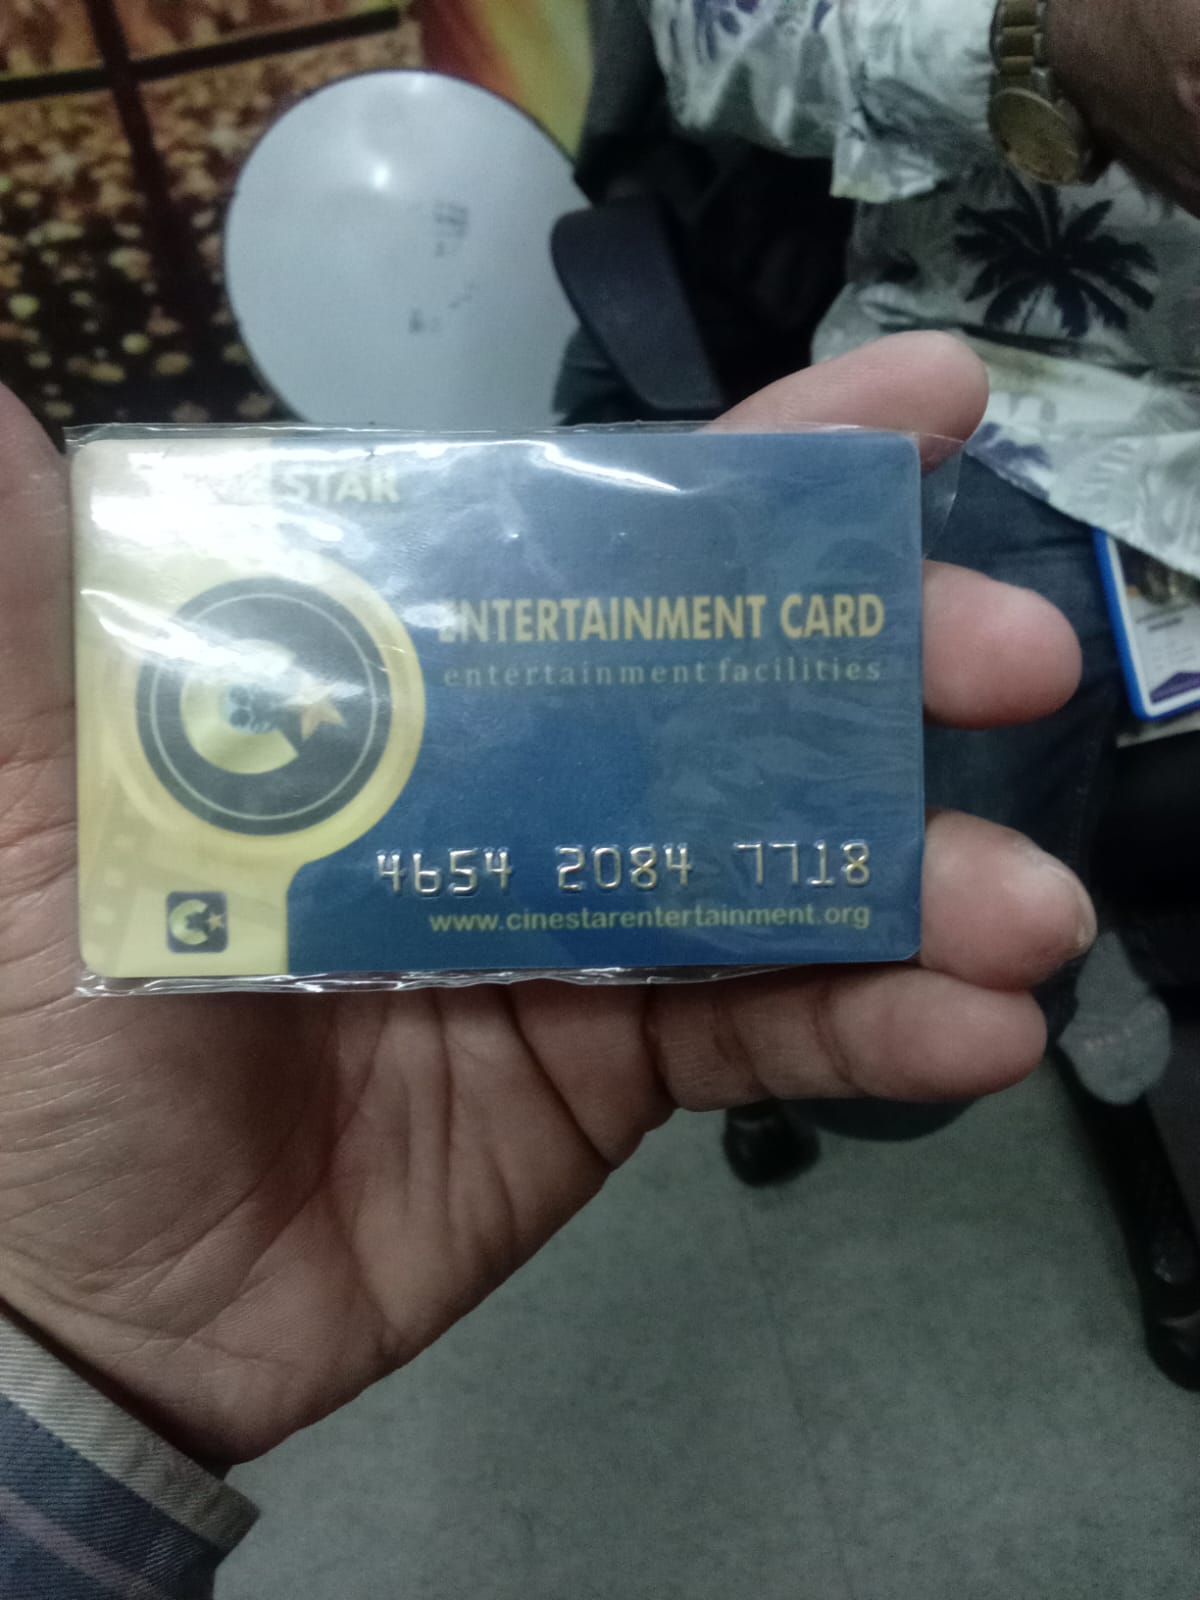 STAR
ENTERTAINMENT CARD
entertainment facilities
4654 2084 7718
www.cinestarentertainment.org